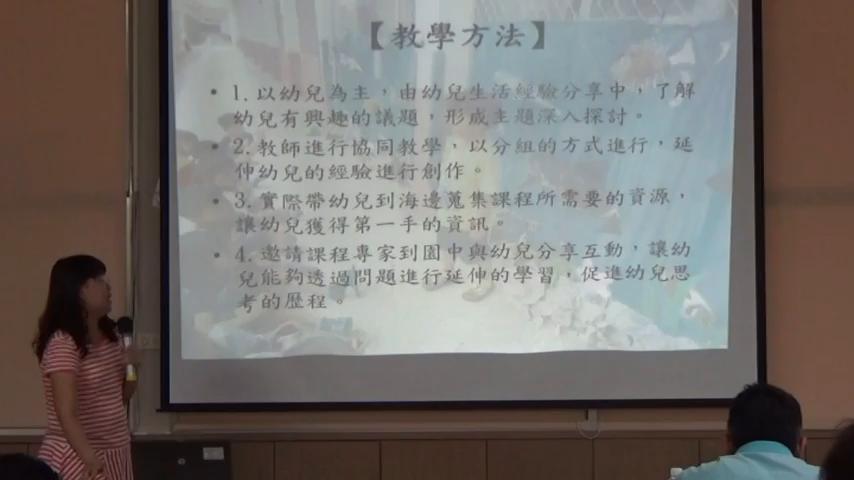 【教學方法】
• 1. 以幼兒為主，由幼兒生活經驗分享中，了解
幼兒有興趣的議題，形成主題深入探討。
• 2. 教師進行協同教學，以分組的方式進行，延
伸幼兒的經驗進行創作。
• 3. 實際帶幼兒到海邊蒐集課程所需要的資源，
讓幼兒獲得第一手的資訊。
• 4. 邀請課程專家到園中與幼兒分享互動，讓幼
兒能夠透過問題進行延伸的學習，促進幼兒思
考的歷程。